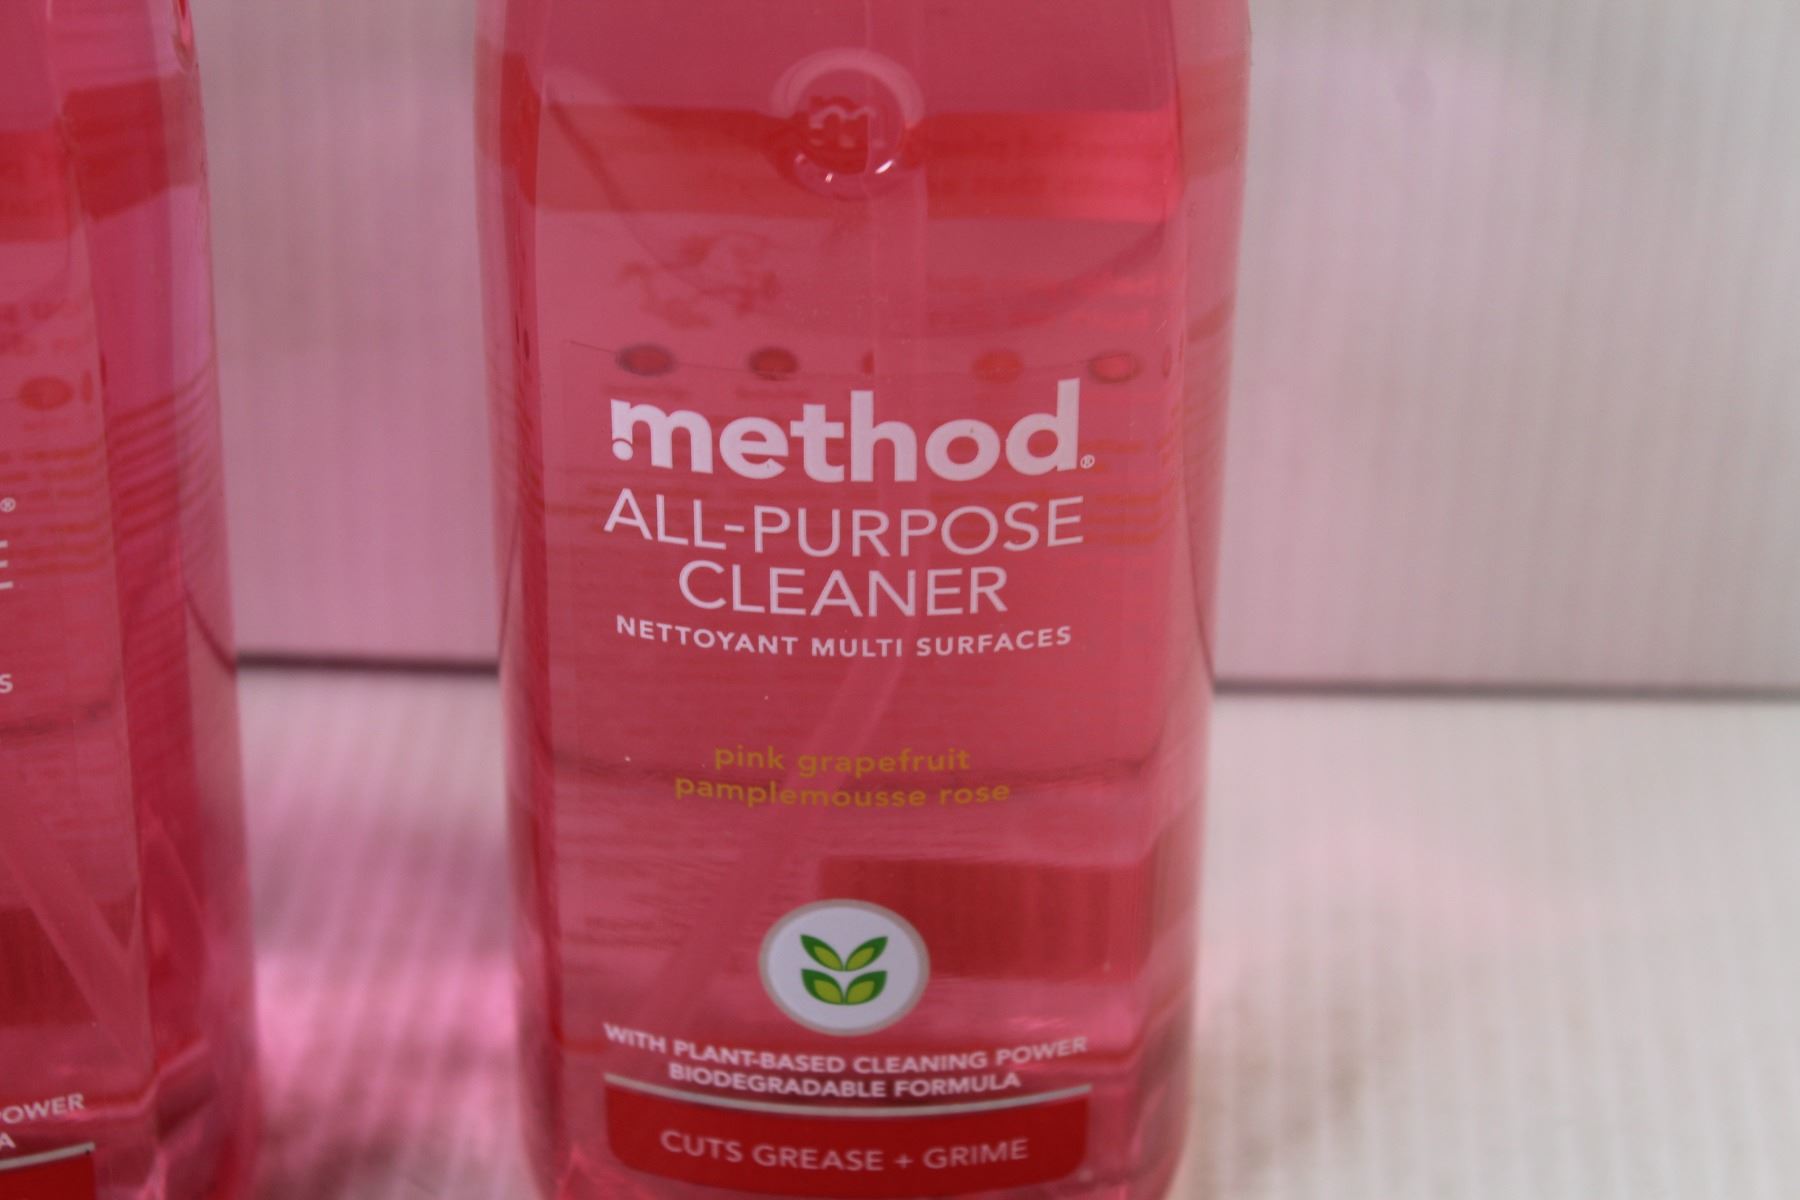 m
method®
ALL-PURPOSE
CLEANER
NETTOYANT MULTI SURFACES
pink grapefruit
pamplemousse rose
WITH PLANT-BASED CLEANING POWER
BIODEGRADABLE FORMULA
CUTS GREASE + GRIME
®
E
S
POWER
A